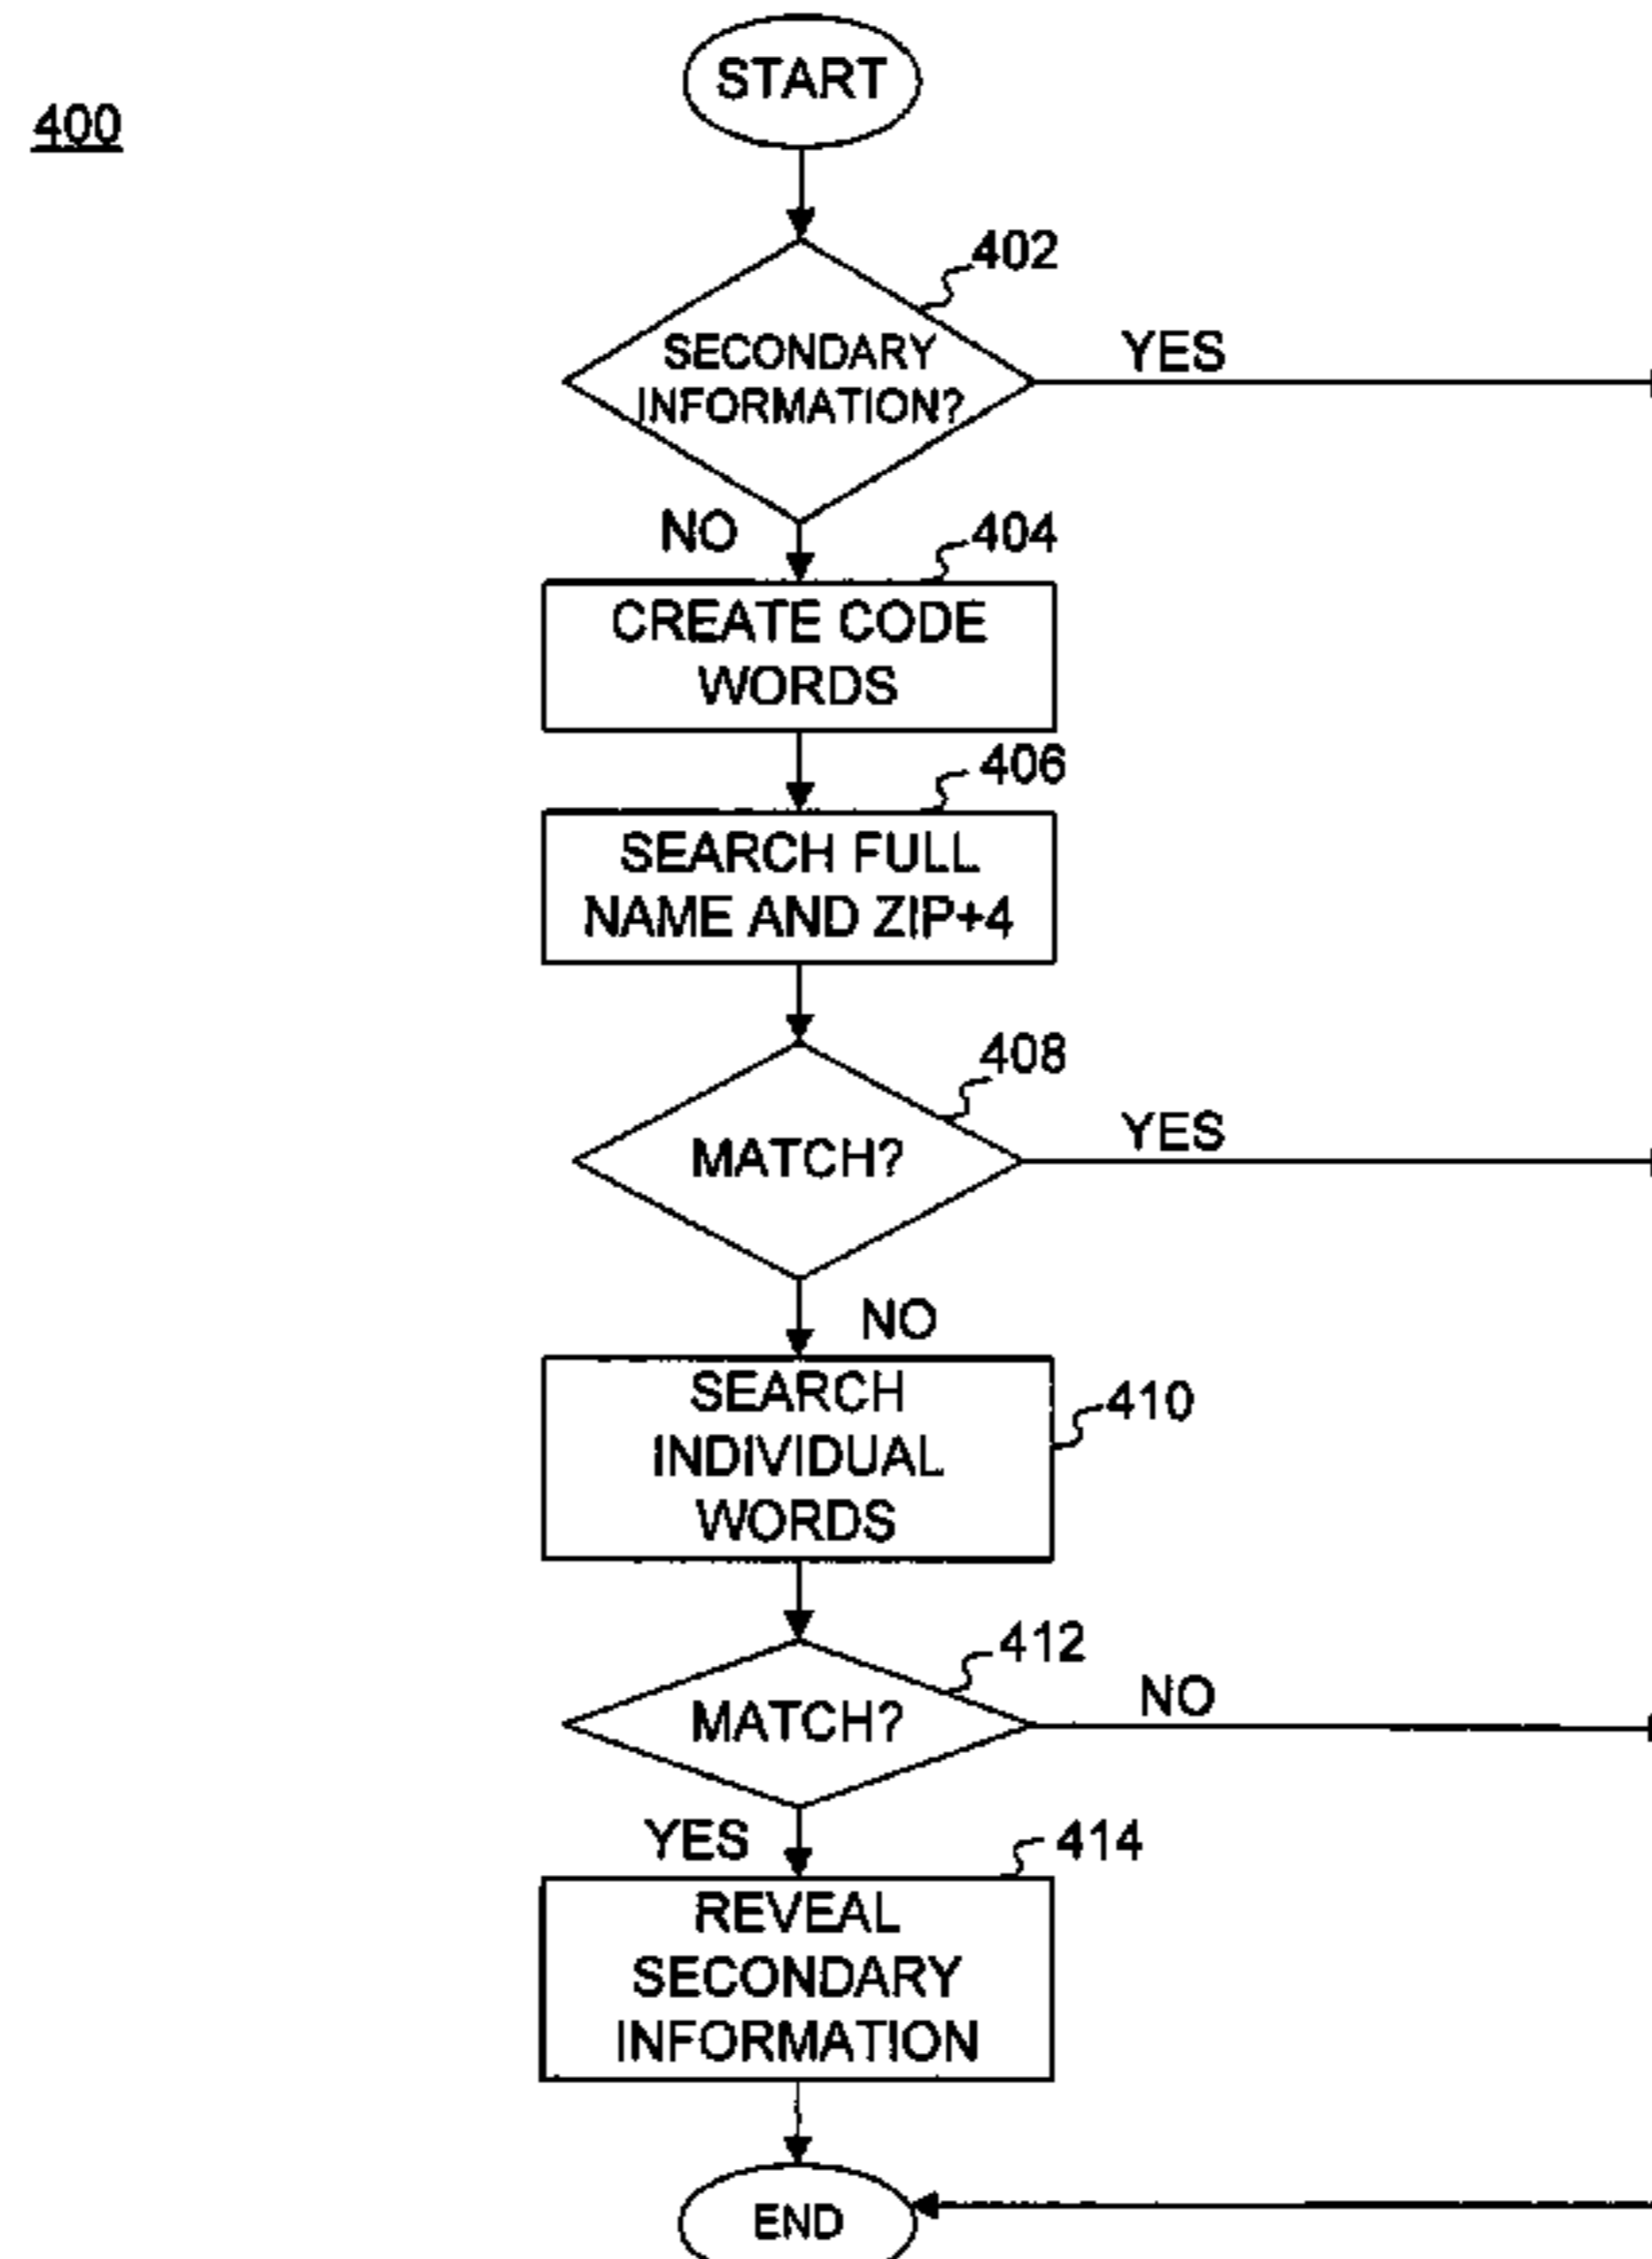 START
400
402
SECONDARY
INFORMATION?
YES
NO
404
CREATE CODE
WORDS
406
SEARCH FULL
NAME AND ZIP+4
408
MATCH?
YES
NO
SEARCH
INDIVIDUAL
WORDS
410
412
MATCH?
NO
YES
414
REVEAL
SECONDARY
INFORMATION
END